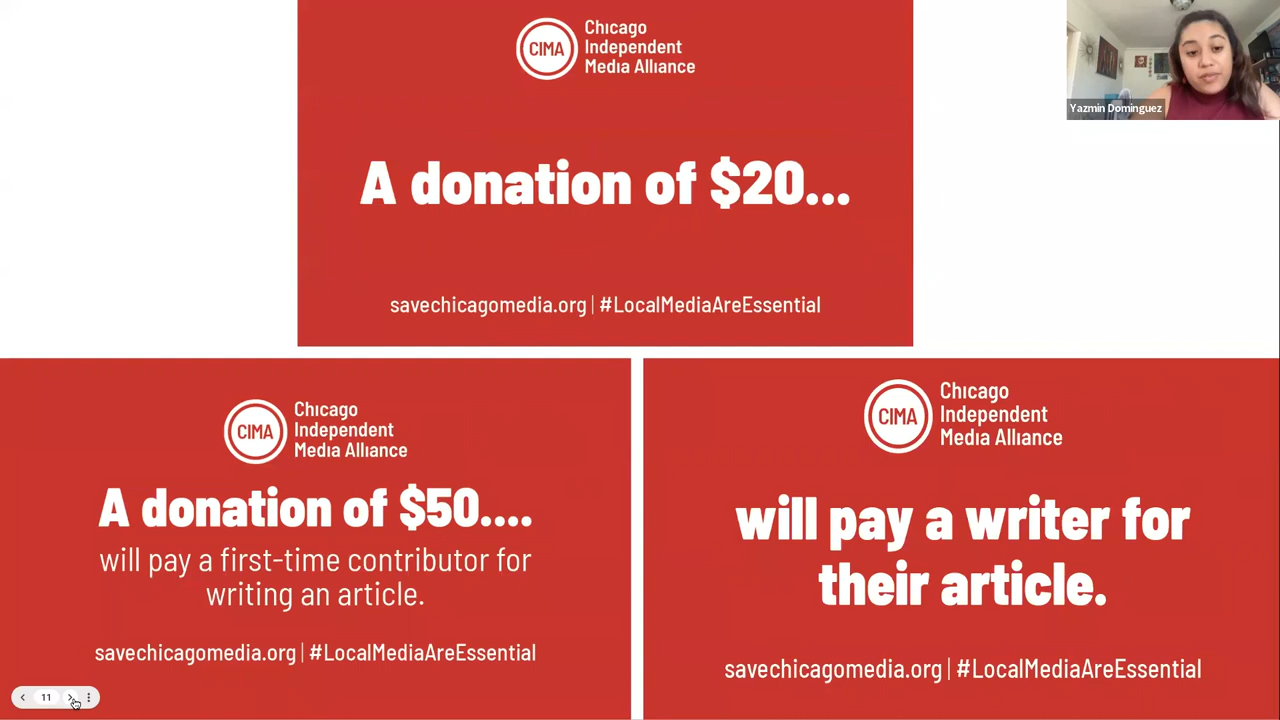 CIMA
Chicago
Independent
Media Alliance
A donation of $20...
savechicagomedia.org | #LocalMediaAreEssential
Yazmin Dominguez
CIMA
Chicago
Independent
Media Alliance
A donation of $50....
will pay a first-time contributor for
writing an article.
savechicagomedia.org | #LocalMediaAreEssential
CIMA
Chicago
Independent
Media Alliance
will pay a writer for
their article.
savechicagomedia.org | #LocalMediaAreEssential
11